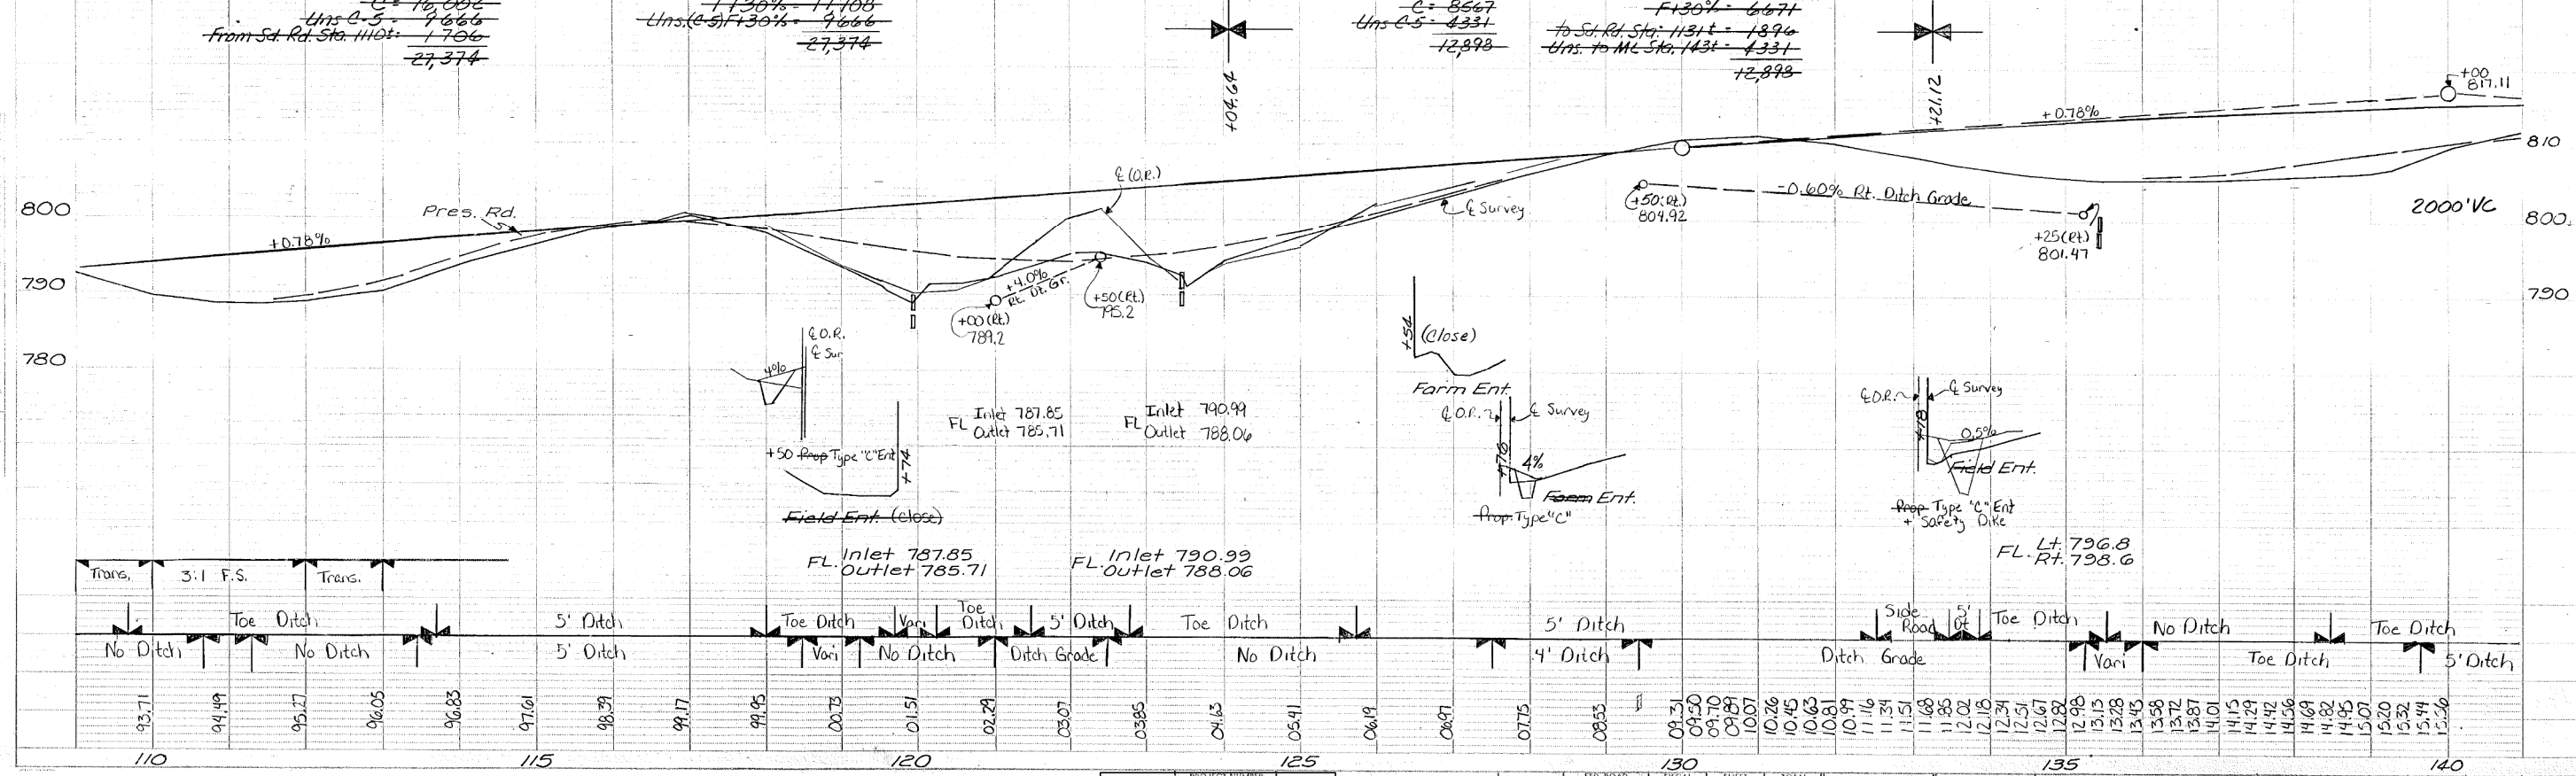 C= 16,002
Uns C-5 - 9666
From Sd. Rd. Sta. 1110±: 1706
27,374
F+30% - 17,708
Uns.(C-5)F+30% - 9666
27,374
C= 8567
Uns C-5 - 4331
12,898
F+30% - 6671
to Sd. Rd. Sta: 1131± - 1896
Uns. to ML Sta. 143± - 4331
12,898
+04.64
+21.12
+00
817.11
+0.78%
810
810
℄ (O.R.)
800
Pres. Rd.
+0.78%
℄ Survey
+50 (Rt.)
804.92
-0.60% Rt. Ditch Grade
+25 (Rt.)
801.47
2000' VC
800
790
+4.0%
Rt. Dt. Gr.
+00 (Rt.)
789.2
+50 (Rt.)
795.2
790
780
℄ O.R.
℄ Sur
4%
+50 Prop Type "C" Ent
+74
Field Ent. (Close)
FL Inlet 787.85
Outlet 785.71
FL Inlet 790.99
Outlet 788.06
+54
(Close)
Farm Ent.
℄ O.R.
℄ Survey
+78
4%
Farm Ent.
Prop. Type "C"
℄ O.R.
℄ Survey
+78
0.5%
Field Ent.
Prop Type "C" Ent
+ Safety Dike
FL. Inlet 787.85
Outlet 785.71
FL. Inlet 790.99
Outlet 788.06
FL. Lt. 796.8
Rt. 798.6
Trans. 3:1 F.S. Trans.
Toe Ditch 5' Ditch Toe Ditch Vari Toe Ditch 5' Ditch Toe Ditch 5' Ditch Side Road 5' Dt Toe Ditch No Ditch Toe Ditch
No Ditch No Ditch 5' Ditch Vari No Ditch Ditch Grade No Ditch 4' Ditch Ditch Grade Vari Toe Ditch 5' Ditch
93.71 94.49 95.27 96.05 96.83 97.61 98.39 99.17 99.95 00.73 01.51 02.29 03.07 03.85 04.63 05.41 06.19 06.97 07.75 08.53 09.31 09.50 09.70 09.89 10.07 10.26 10.45 10.63 10.81 10.99 11.16 11.34 11.51 11.68 11.85 12.02 12.18 12.34 12.51 12.67 12.82 12.98 13.13 13.28 13.43 13.58 13.72 13.87 14.01 14.15 14.29 14.42 14.56 14.69 14.82 14.95 15.07 15.20 15.32 15.44 15.56
110 115 120 125 130 135 140